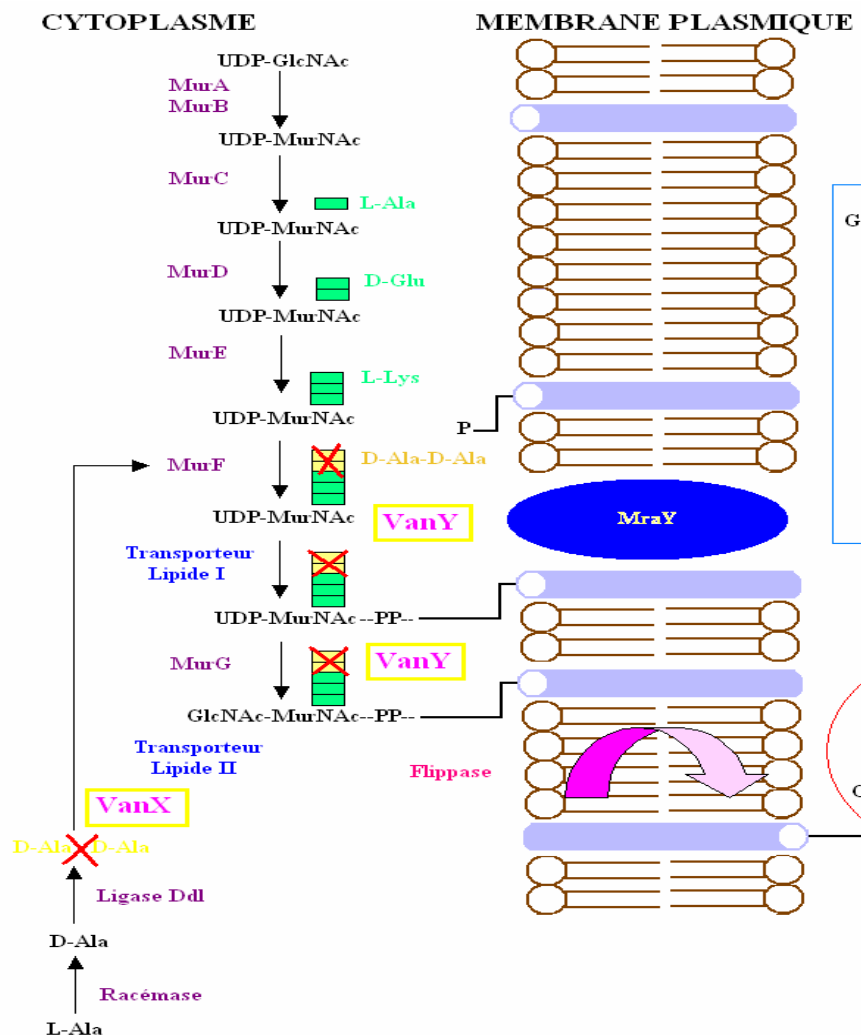 CYTOPLASME
MEMBRANE PLASMIQUE
UDP-GlcNAc
MurA
MurB
UDP-MurNAc
MurC
L-Ala
UDP-MurNAc
MurD
D-Glu
UDP-MurNAc
MurE
L-Lys
UDP-MurNAc
P
MurF
D-Ala-D-Ala
UDP-MurNAc
VanY
MraY
Transporteur
Lipide I
UDP-MurNAc--PP--
MurG
VanY
GlcNAc-MurNAc--PP--
Transporteur
Lipide II
Flippase
VanX
D-Ala D-Ala
Ligase Ddl
D-Ala
Racémase
L-Ala
G